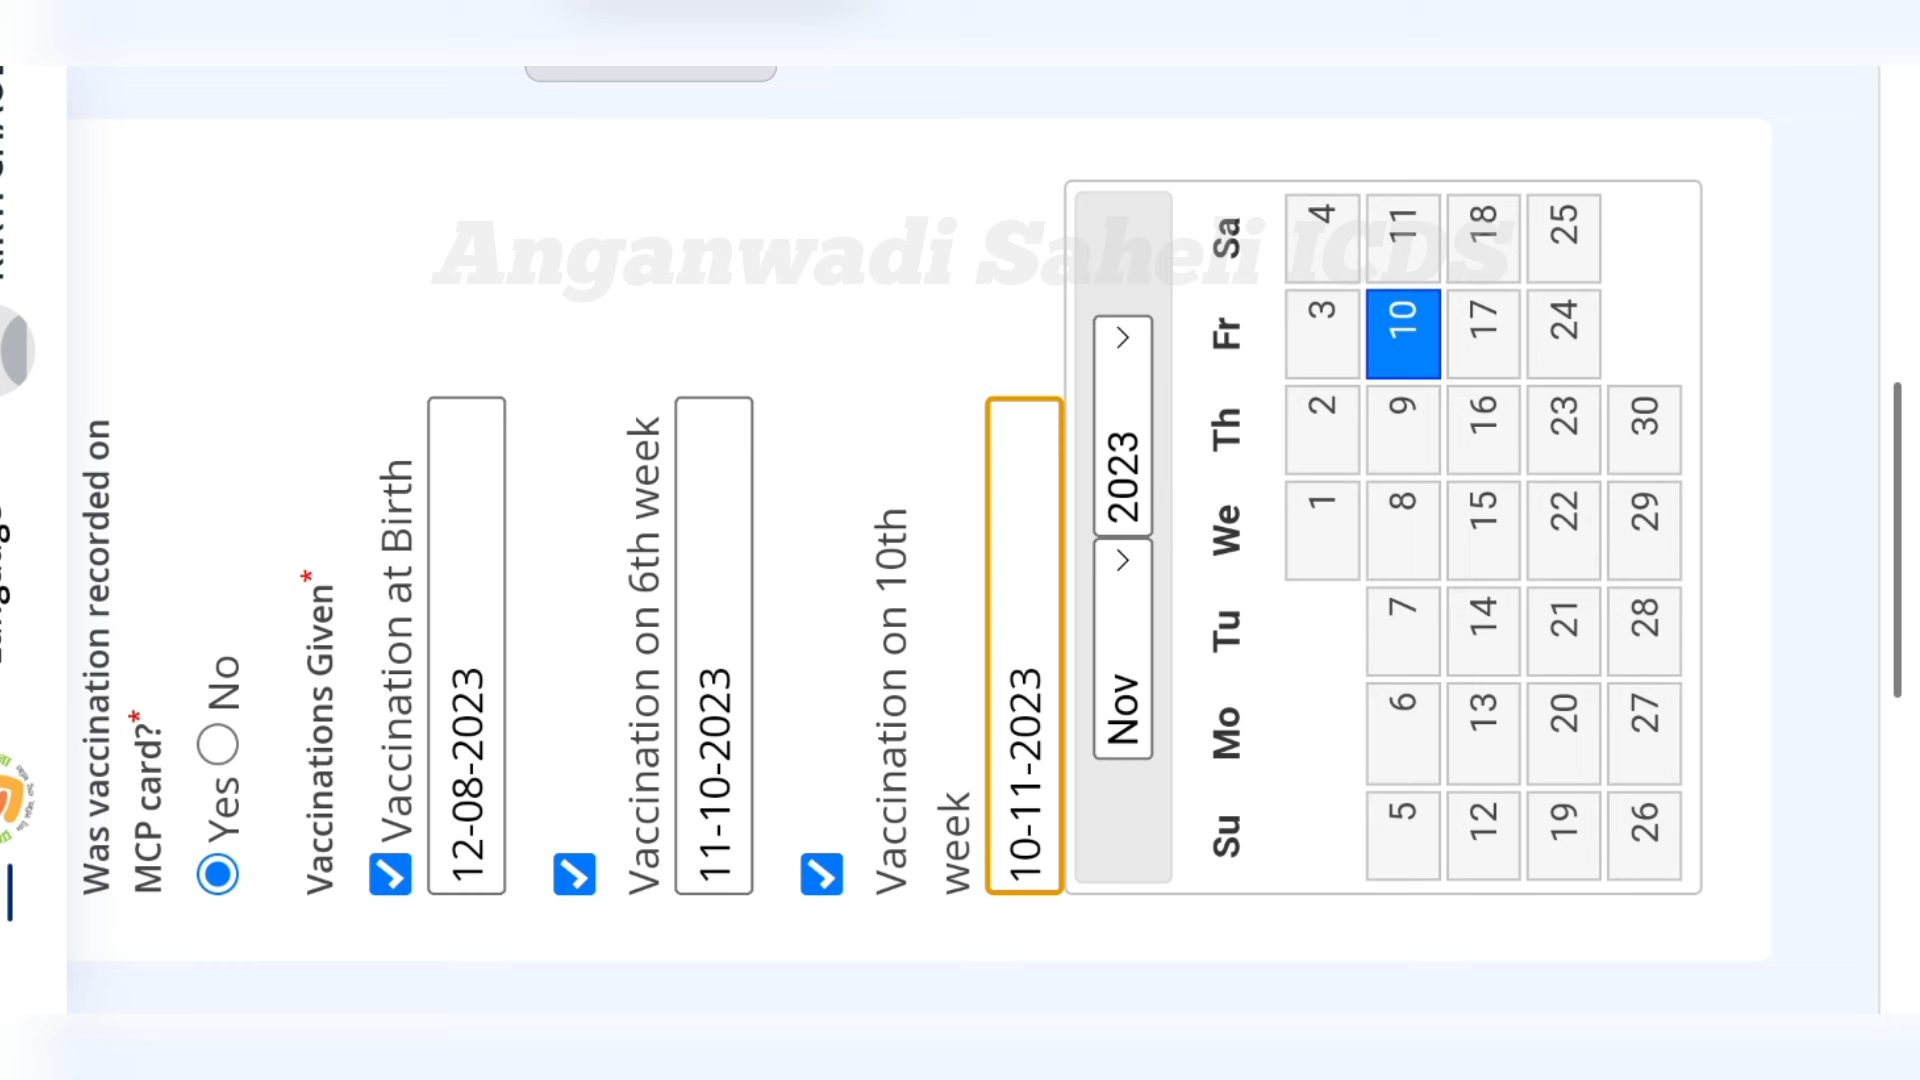 Was vaccination recorded on
MCP card?*
Yes No
Vaccinations Given*
Vaccination at Birth
12-08-2023
Vaccination on 6th week
11-10-2023
Vaccination on 10th
week
10-11-2023
Nov 2023
Su Mo Tu We Th Fr Sa
1 2 3 4
5 6 7 8 9 10 11
12 13 14 15 16 17 18
19 20 21 22 23 24 25
26 27 28 29 30
Anganwadi Saheli ICDS